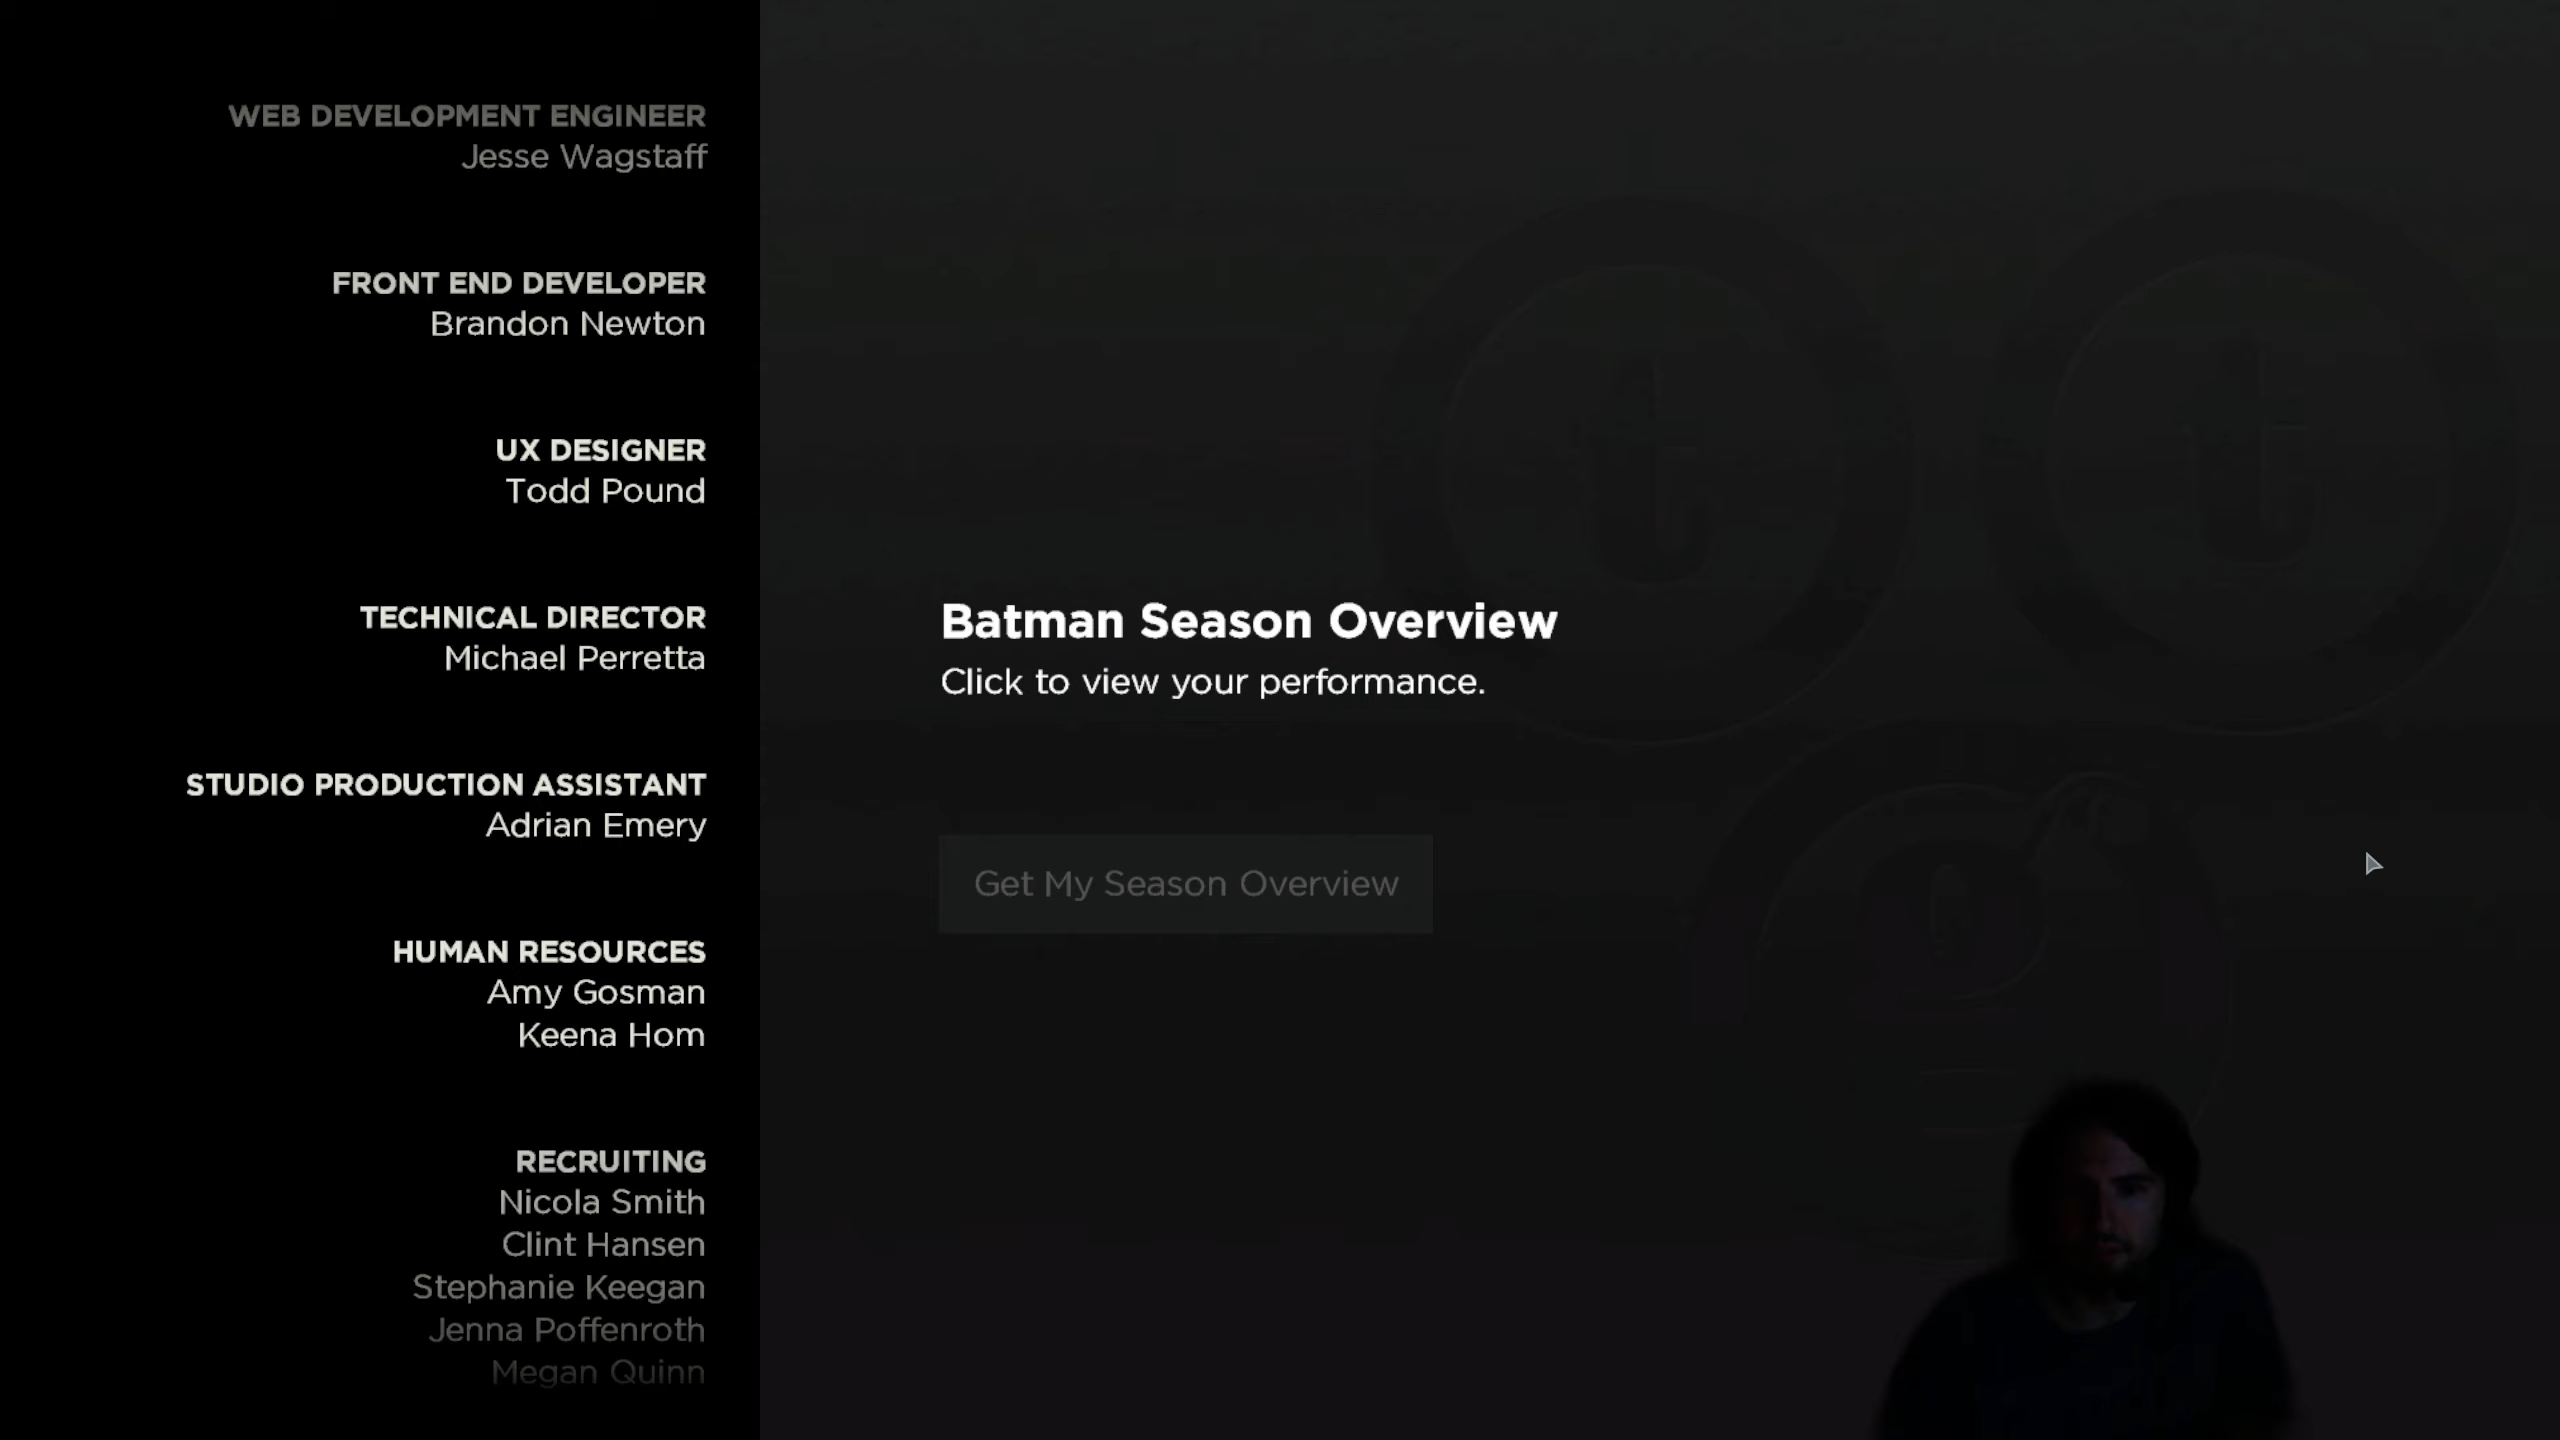 WEB DEVELOPMENT ENGINEER
Jesse Wagstaff
FRONT END DEVELOPER
Brandon Newton
UX DESIGNER
Todd Pound
TECHNICAL DIRECTOR
Michael Perretta
STUDIO PRODUCTION ASSISTANT
Adrian Emery
HUMAN RESOURCES
Amy Gosman
Keena Hom
RECRUITING
Nicola Smith
Clint Hansen
Stephanie Keegan
Jenna Poffenroth
Megan Quinn
t t
Batman Season Overview
Click to view your performance.
Get My Season Overview